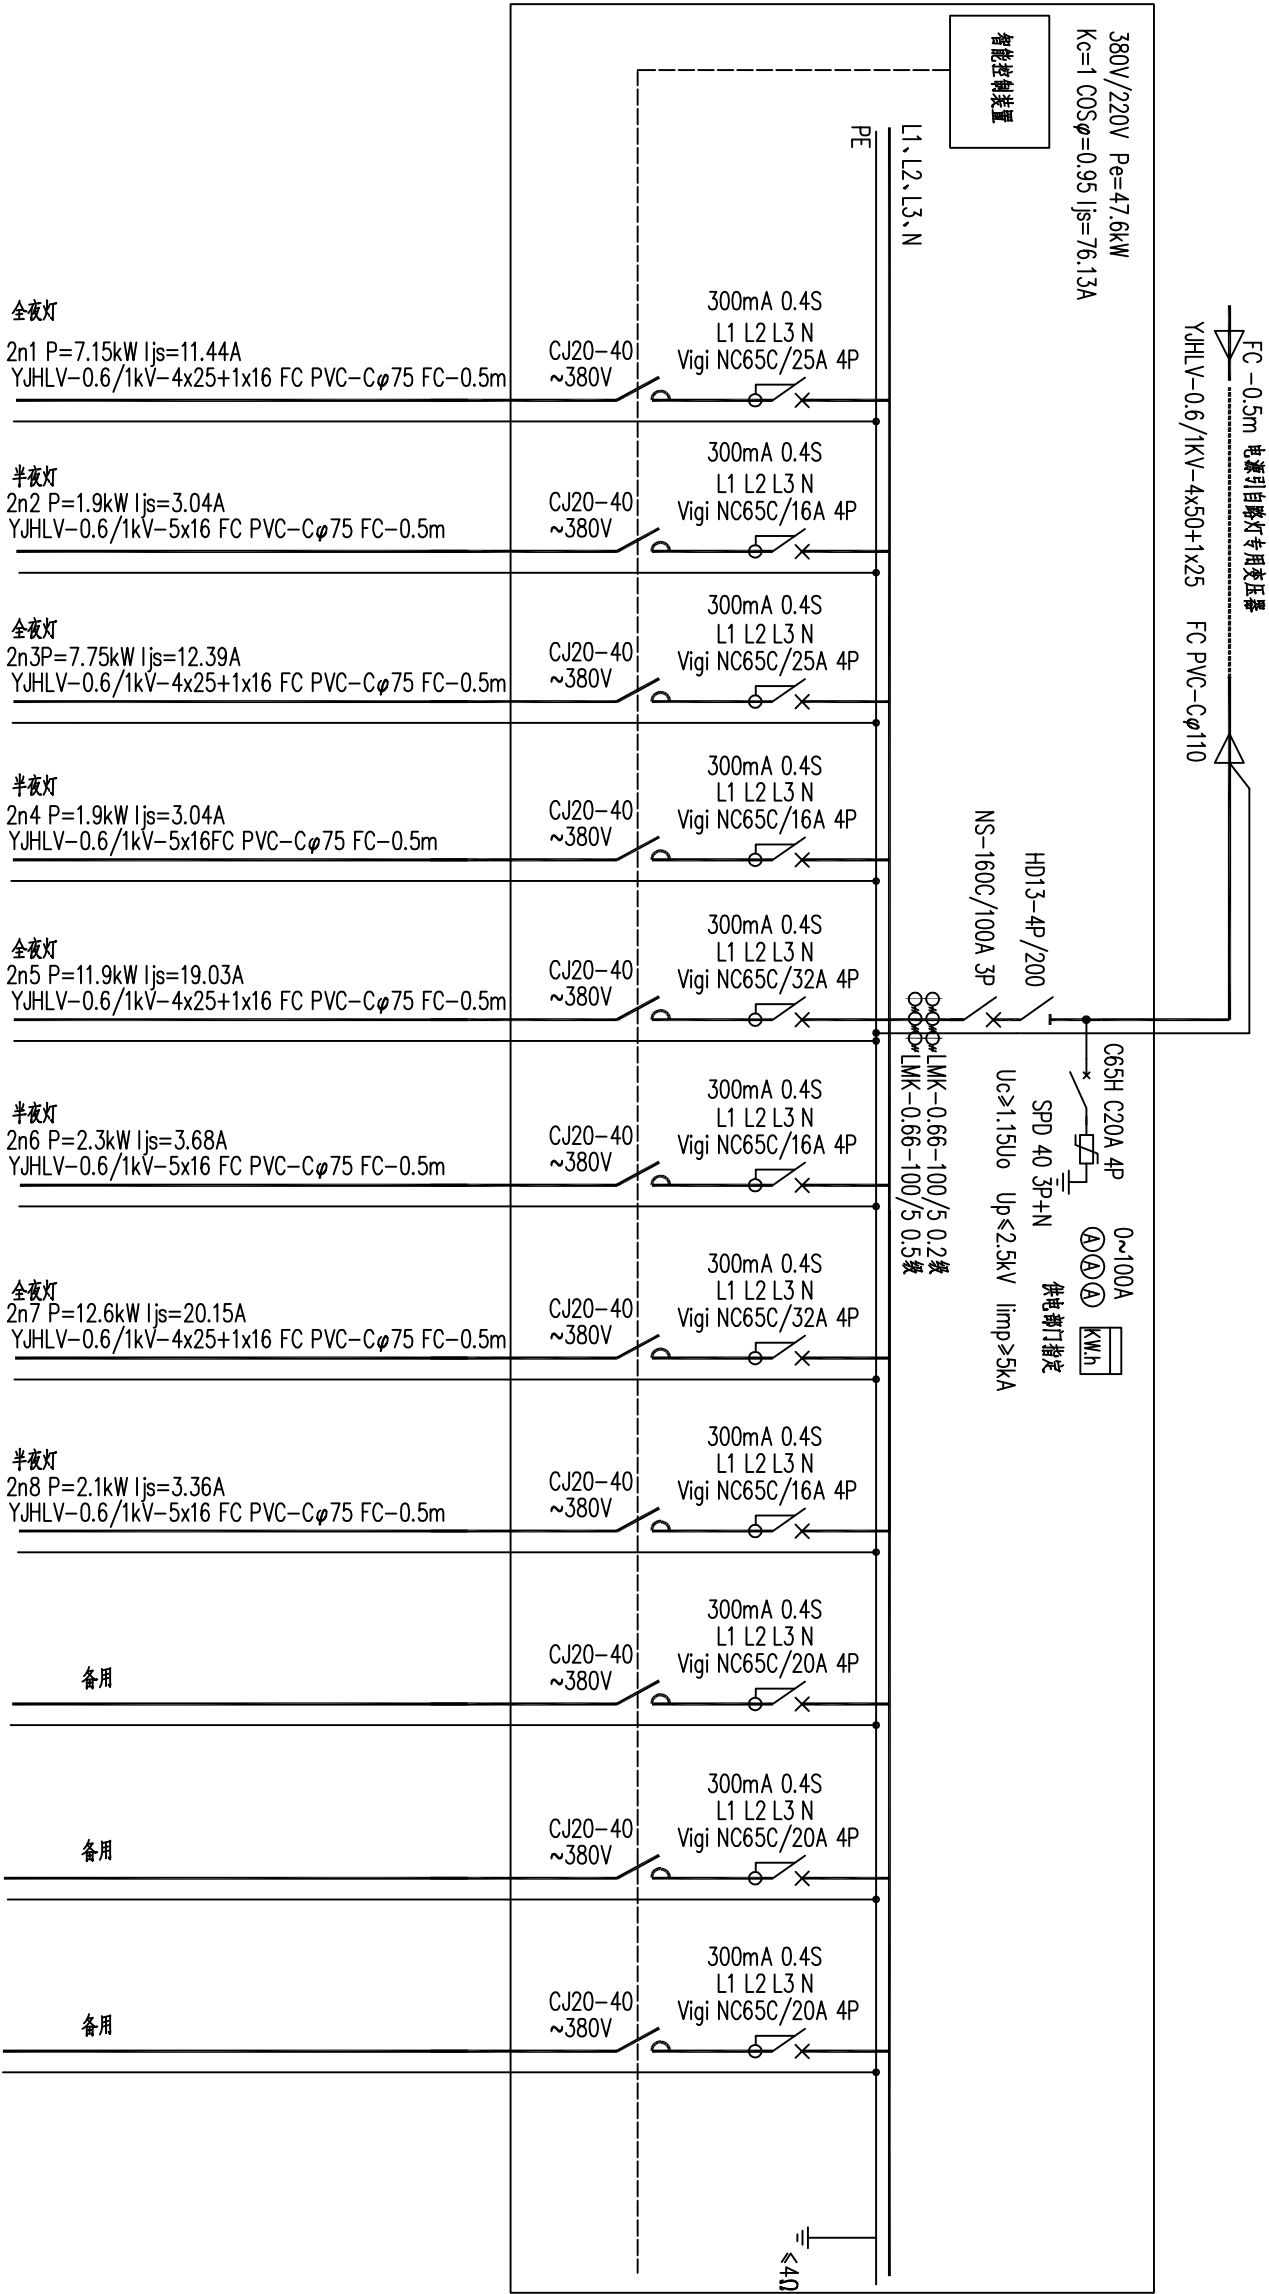 380V/220V Pe=47.6kW
Kc=1 COSφ=0.95 Ijs=76.13A
智能控制装置
L1、L2、L3、N
PE
FC -0.5m 电源引自路灯专用变压器
YJHLV-0.6/1KV-4x50+1x25 FC PVC-Cφ110
HD13-4P/200
NS-160C/100A 3P
LMK-0.66-100/5 0.2级
LMK-0.66-100/5 0.5级
C65H C20A 4P
SPD 40 3P+N
Uc≥1.15Uo Up≤2.5kV Iimp≥5kA
0~100A
A A A
KW.h
供电部门指定
全夜灯
2n1 P=7.15kW Ijs=11.44A
YJHLV-0.6/1kV-4x25+1x16 FC PVC-Cφ75 FC-0.5m
CJ20-40
~380V
300mA 0.4S
L1 L2 L3 N
Vigi NC65C/25A 4P
半夜灯
2n2 P=1.9kW Ijs=3.04A
YJHLV-0.6/1kV-5x16 FC PVC-Cφ75 FC-0.5m
CJ20-40
~380V
300mA 0.4S
L1 L2 L3 N
Vigi NC65C/16A 4P
全夜灯
2n3P=7.75kW Ijs=12.39A
YJHLV-0.6/1kV-4x25+1x16 FC PVC-Cφ75 FC-0.5m
CJ20-40
~380V
300mA 0.4S
L1 L2 L3 N
Vigi NC65C/25A 4P
半夜灯
2n4 P=1.9kW Ijs=3.04A
YJHLV-0.6/1kV-5x16FC PVC-Cφ75 FC-0.5m
CJ20-40
~380V
300mA 0.4S
L1 L2 L3 N
Vigi NC65C/16A 4P
全夜灯
2n5 P=11.9kW Ijs=19.03A
YJHLV-0.6/1kV-4x25+1x16 FC PVC-Cφ75 FC-0.5m
CJ20-40
~380V
300mA 0.4S
L1 L2 L3 N
Vigi NC65C/32A 4P
半夜灯
2n6 P=2.3kW Ijs=3.68A
YJHLV-0.6/1kV-5x16 FC PVC-Cφ75 FC-0.5m
CJ20-40
~380V
300mA 0.4S
L1 L2 L3 N
Vigi NC65C/16A 4P
全夜灯
2n7 P=12.6kW Ijs=20.15A
YJHLV-0.6/1kV-4x25+1x16 FC PVC-Cφ75 FC-0.5m
CJ20-40
~380V
300mA 0.4S
L1 L2 L3 N
Vigi NC65C/32A 4P
半夜灯
2n8 P=2.1kW Ijs=3.36A
YJHLV-0.6/1kV-5x16 FC PVC-Cφ75 FC-0.5m
CJ20-40
~380V
300mA 0.4S
L1 L2 L3 N
Vigi NC65C/16A 4P
备用
CJ20-40
~380V
300mA 0.4S
L1 L2 L3 N
Vigi NC65C/20A 4P
备用
CJ20-40
~380V
300mA 0.4S
L1 L2 L3 N
Vigi NC65C/20A 4P
备用
CJ20-40
~380V
300mA 0.4S
L1 L2 L3 N
Vigi NC65C/20A 4P
≤4Ω